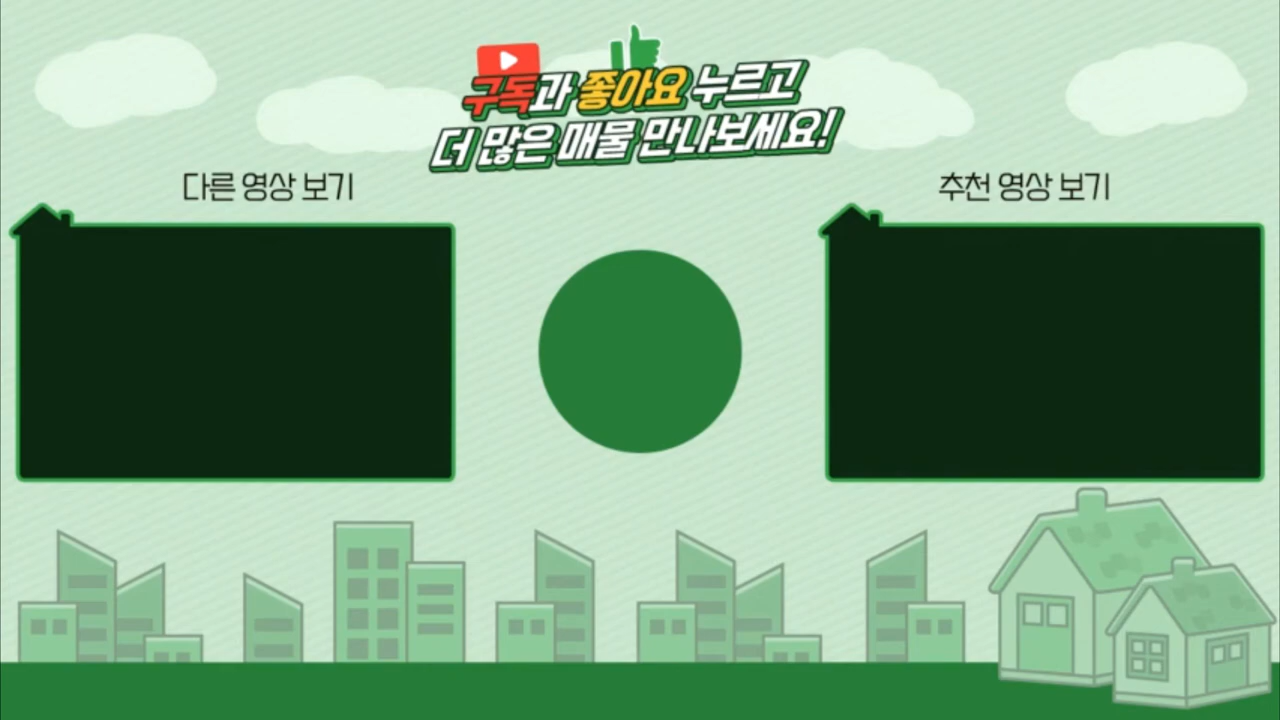 구독과 좋아요 누르고
더 많은 매물 만나보세요!
다른 영상 보기
추천 영상 보기